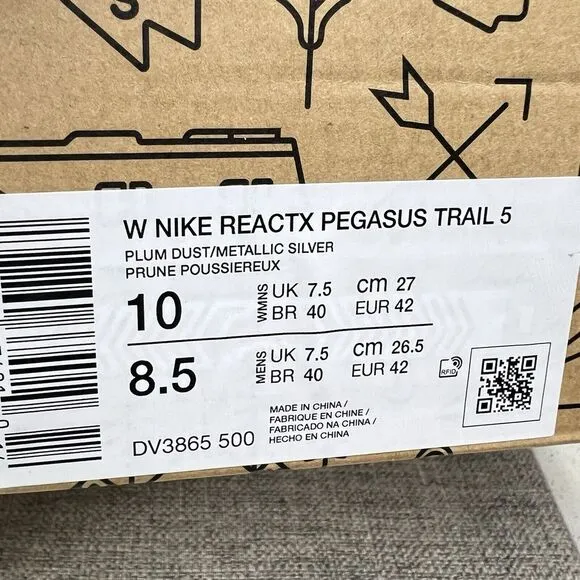 S
W NIKE REACTX PEGASUS TRAIL 5
PLUM DUST/METALLIC SILVER
PRUNE POUSSIEREUX
10 WMNS UK 7.5 cm 27
BR 40 EUR 42
8.5 MENS UK 7.5 cm 26.5
BR 40 EUR 42
RFID
DV3865 500
MADE IN CHINA /
FABRIQUE EN CHINE /
FABRICADO NA CHINA /
HECHO EN CHINA